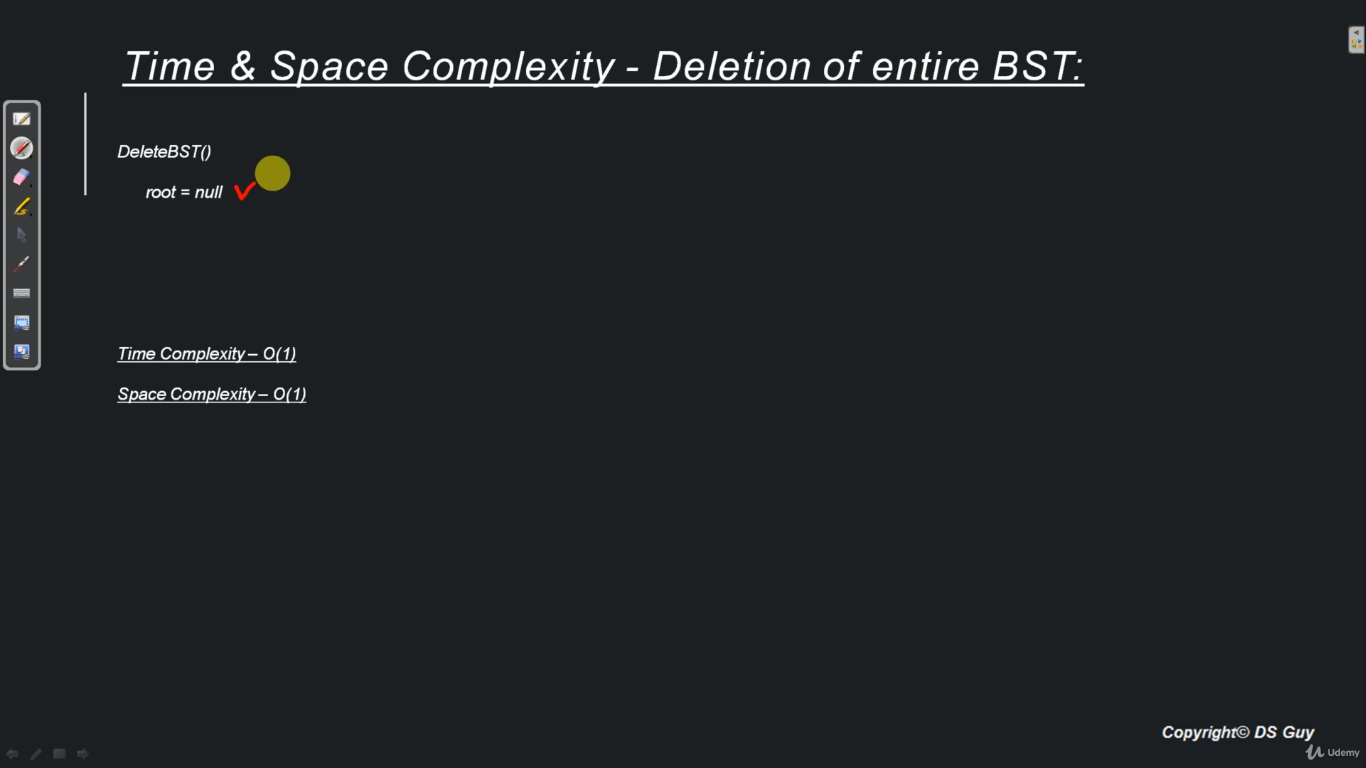 Time & Space Complexity - Deletion of entire BST:
DeleteBST()
root = null
Time Complexity – O(1)
Space Complexity – O(1)
Copyright© DS Guy
Udemy